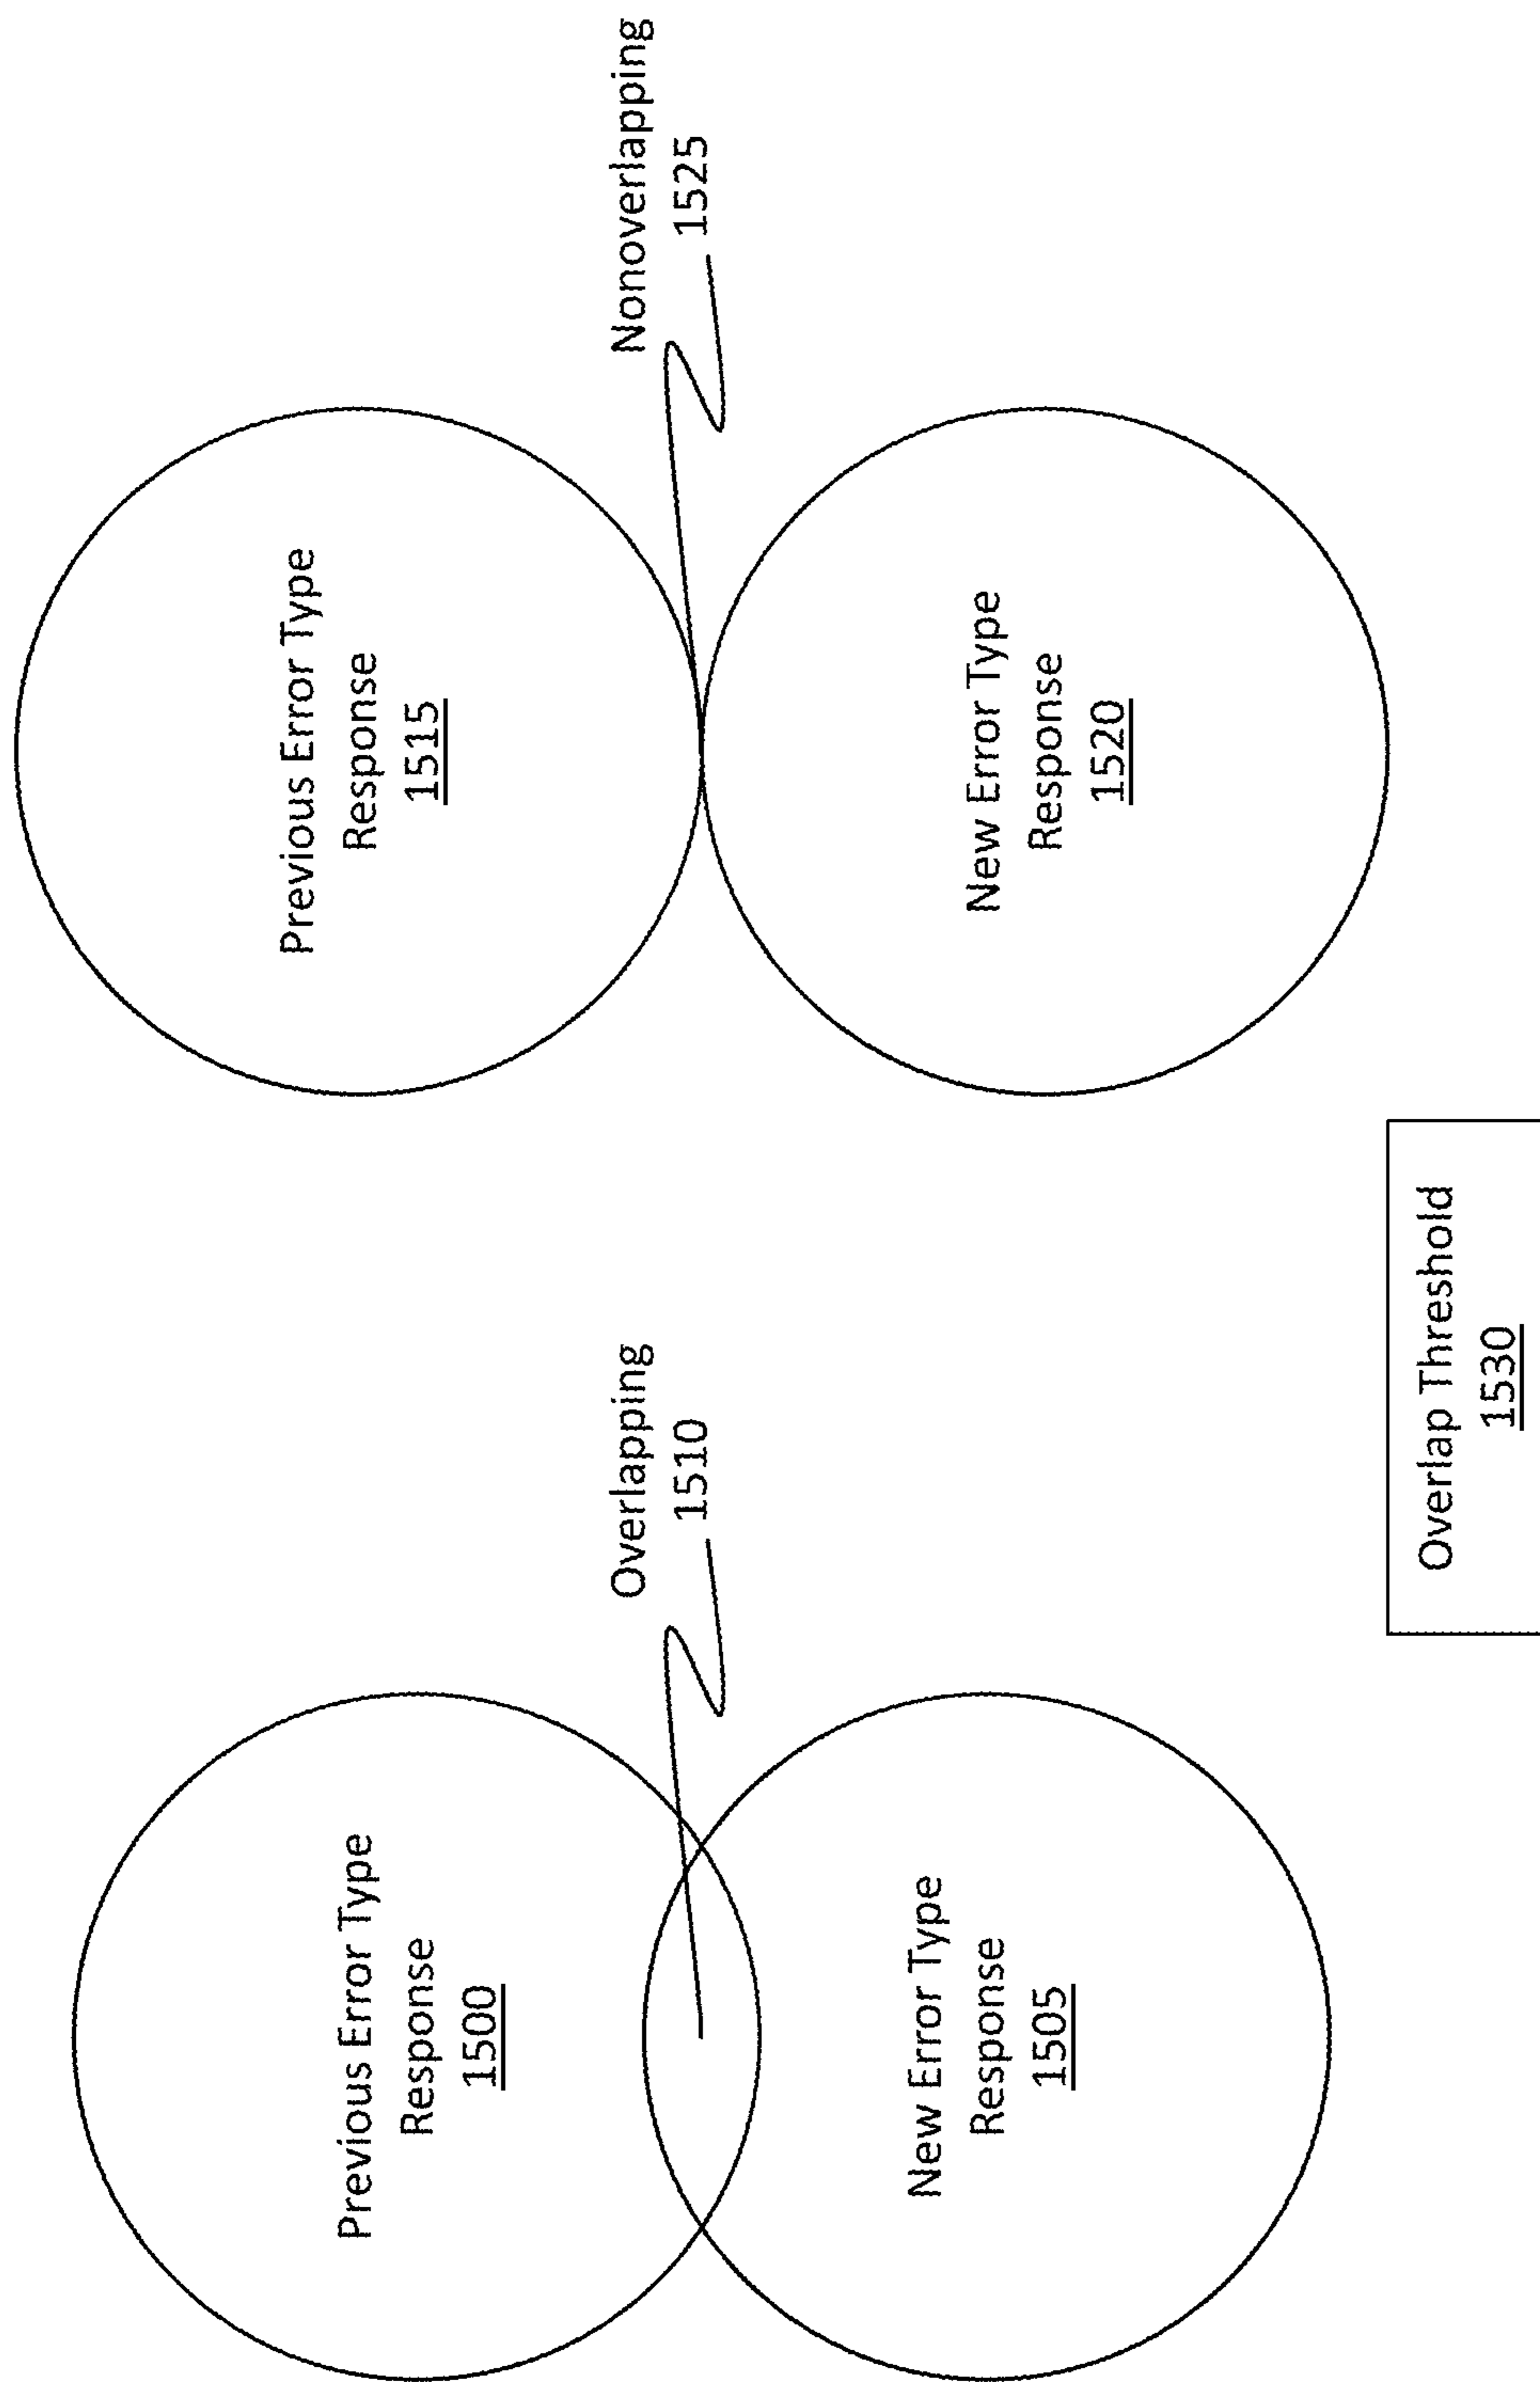 Previous Error Type
Response
1500
New Error Type
Response
1505
Overlapping
1510
Previous Error Type
Response
1515
New Error Type
Response
1520
Nonoverlapping
1525
Overlap Threshold
1530